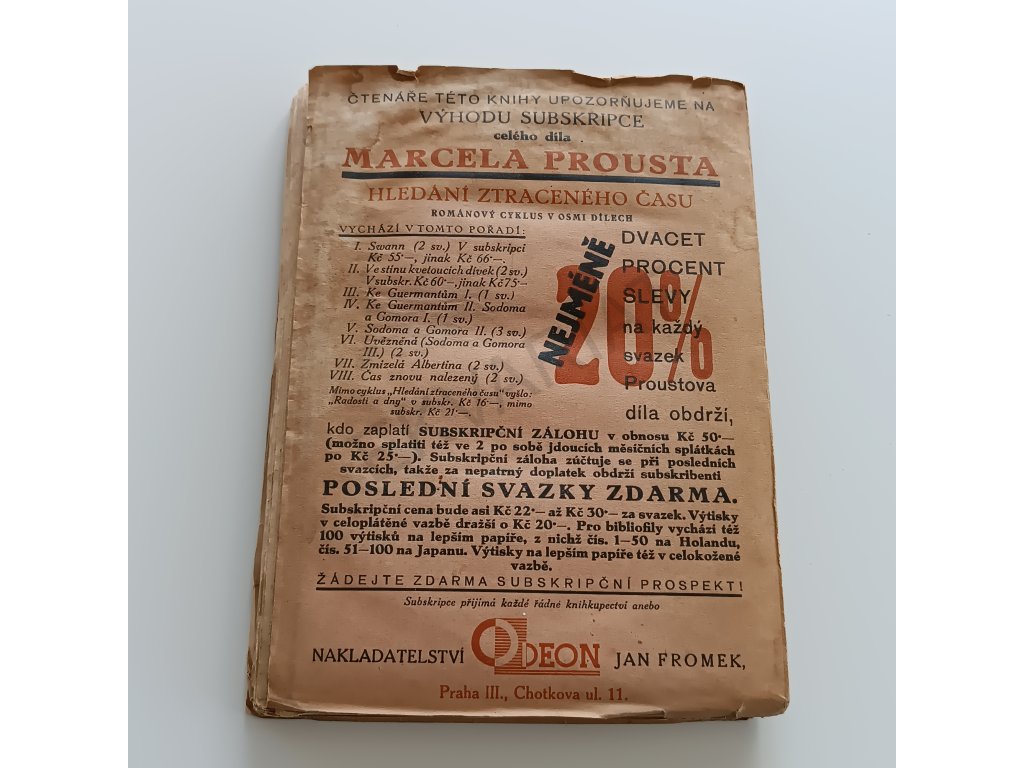 ČTENÁŘE TÉTO KNIHY UPOZORŇUJEME NA
VÝHODU SUBSKRIPCE
celého díla
MARCELA PROUSTA
HLEDÁNÍ ZTRACENÉHO ČASU
ROMÁNOVÝ CYKLUS V OSMI DÍLECH
VYCHÁZÍ V TOMTO POŘADÍ:
I. Swann (2 sv.) V subskripci
Kč 55·—, jinak Kč 66·—.
II. Ve stínu kvetoucích dívek (2 sv.)
V subskr. Kč 60·—, jinak Kč 75·—
III. Ke Guermantům I. (1 sv.)
IV. Ke Guermantům II. Sodoma
a Gomora I. (1 sv.)
V. Sodoma a Gomora II. (3 sv.)
VI. Uvězněná (Sodoma a Gomora
III.) (2 sv.)
VII. Zmizelá Albertina (2 sv.)
VIII. Čas znovu nalezený (2 sv.)
Mimo cyklus „Hledání ztraceného času" vyšlo:
„Radosti a dny" v subskr. Kč 16·—, mimo
subskr. Kč 21·—.
NEJMÉNĚ
20%
DVACET
PROCENT
SLEVY
na každý
svazek
Proustova
díla obdrží,
kdo zaplatí SUBSKRIPČNÍ ZÁLOHU v obnosu Kč 50·—
(možno splatiti též ve 2 po sobě jdoucích měsíčních splátkách
po Kč 25·—). Subskripční záloha zúčtuje se při posledních
svazcích, takže za nepatrný doplatek obdrží subskribenti
POSLEDNÍ SVAZKY ZDARMA.
Subskripční cena bude asi Kč 22·— až Kč 30·— za svazek. Výtisky
v celoplátěné vazbě dražší o Kč 20·—. Pro bibliofily vychází též
100 výtisků na lepším papíře, z nichž čís. 1—50 na Holandu,
čís. 51—100 na Japanu. Výtisky na lepším papíře též v celokožené
vazbě.
ŽÁDEJTE ZDARMA SUBSKRIPČNÍ PROSPEKT!
Subskripce přijímá každé řádné knihkupectví anebo
NAKLADATELSTVÍ ODEON JAN FROMEK,
Praha III., Chotkova ul. 11.